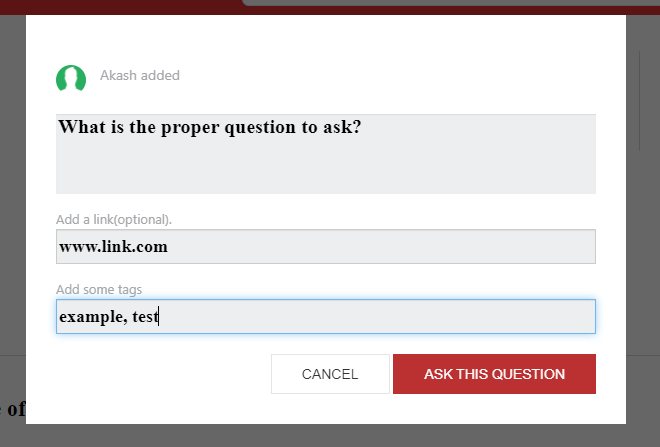 Akash added
What is the proper question to ask?
Add a link(optional).
www.link.com
Add some tags
example, test
CANCEL
ASK THIS QUESTION
of